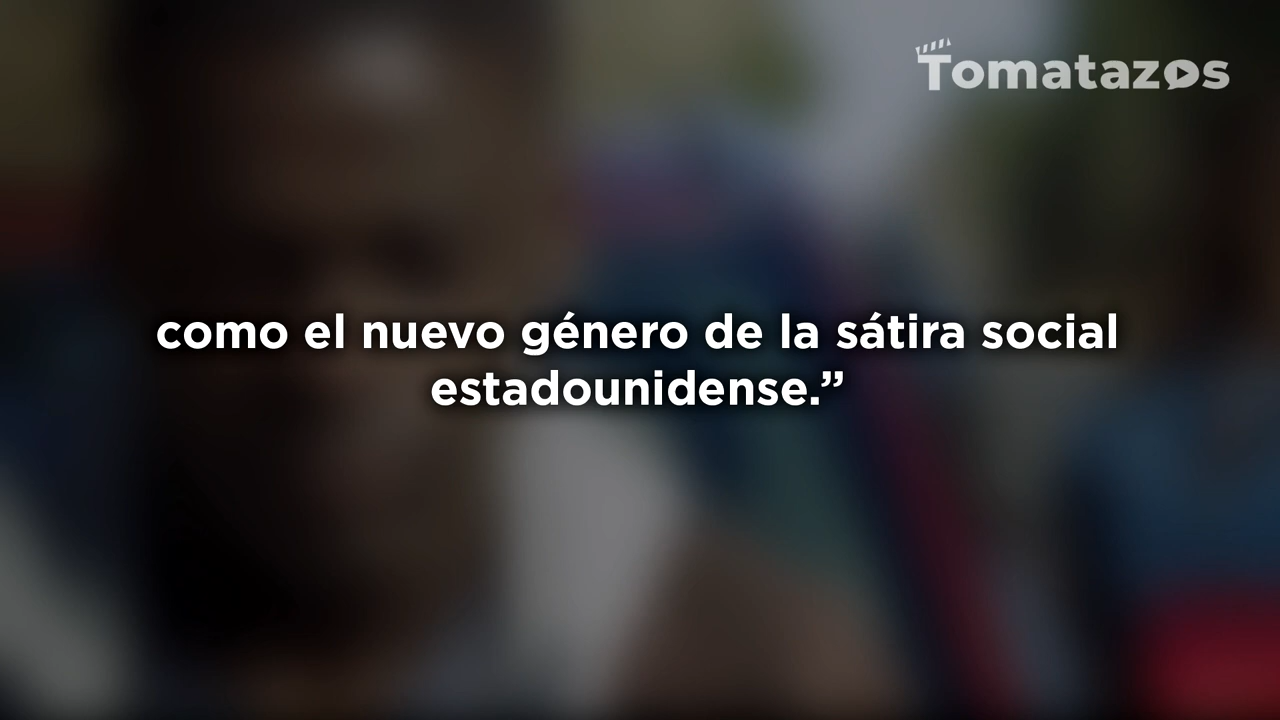 Tomatazos
como el nuevo género de la sátira social
estadounidense.”